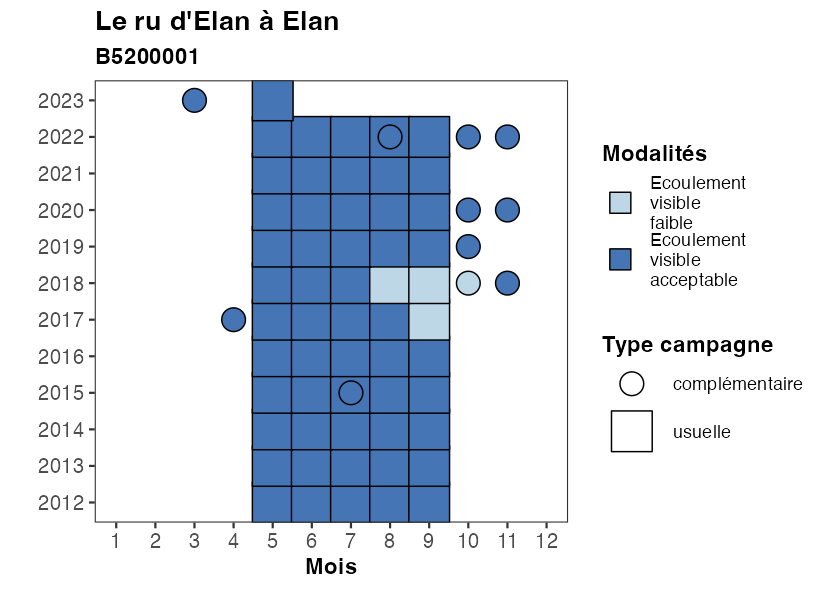 Le ru d'Elan à Elan
B5200001
2023
2022
2021
2020
2019
2018
2017
2016
2015
2014
2013
2012
1 2 3 4 5 6 7 8 9 10 11 12
Mois
Modalités
Ecoulement
visible
faible
Ecoulement
visible
acceptable
Type campagne
complémentaire
usuelle